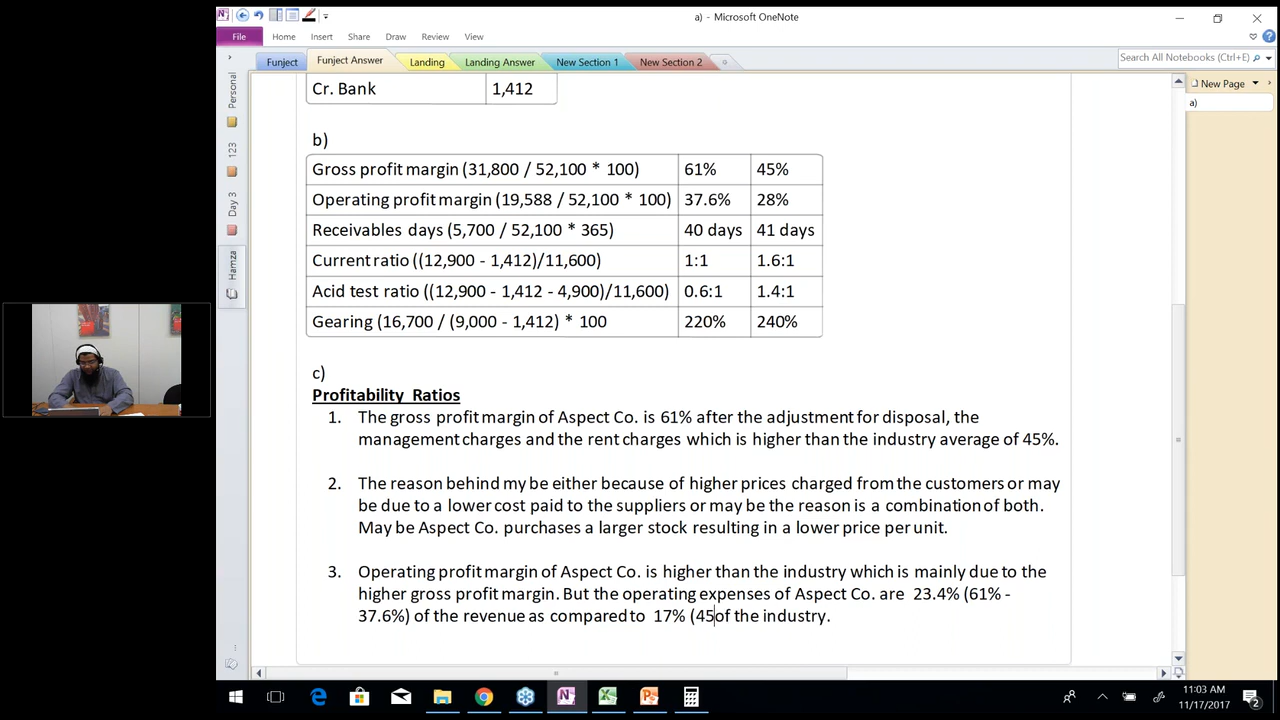 a) - Microsoft OneNote
File Home Insert Share Draw Review View
Funject Funject Answer Landing Landing Answer New Section 1 New Section 2
Search All Notebooks (Ctrl+E)
New Page
a)
Personal
123
Day 3
Hamza
Cr. Bank 1,412
b)
Gross profit margin (31,800 / 52,100 * 100) 61% 45%
Operating profit margin (19,588 / 52,100 * 100) 37.6% 28%
Receivables days (5,700 / 52,100 * 365) 40 days 41 days
Current ratio ((12,900 - 1,412)/11,600) 1:1 1.6:1
Acid test ratio ((12,900 - 1,412 - 4,900)/11,600) 0.6:1 1.4:1
Gearing (16,700 / (9,000 - 1,412) * 100 220% 240%
c)
Profitability Ratios
1. The gross profit margin of Aspect Co. is 61% after the adjustment for disposal, the
management charges and the rent charges which is higher than the industry average of 45%.
2. The reason behind my be either because of higher prices charged from the customers or may
be due to a lower cost paid to the suppliers or may be the reason is a combination of both.
May be Aspect Co. purchases a larger stock resulting in a lower price per unit.
3. Operating profit margin of Aspect Co. is higher than the industry which is mainly due to the
higher gross profit margin. But the operating expenses of Aspect Co. are 23.4% (61% -
37.6%) of the revenue as compared to 17% (45of the industry.
11:03 AM
11/17/2017
2